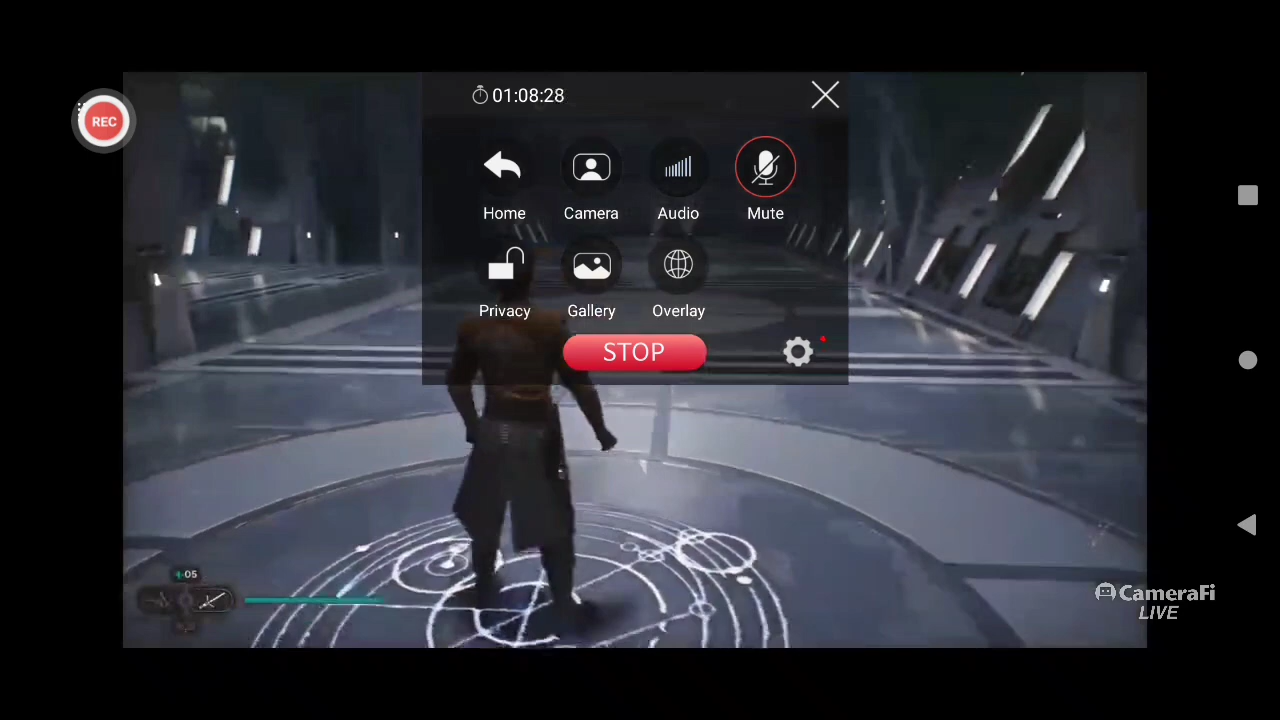 01:08:28
REC
Home Camera Audio Mute
Privacy Gallery Overlay
STOP
05
CameraFi
LIVE